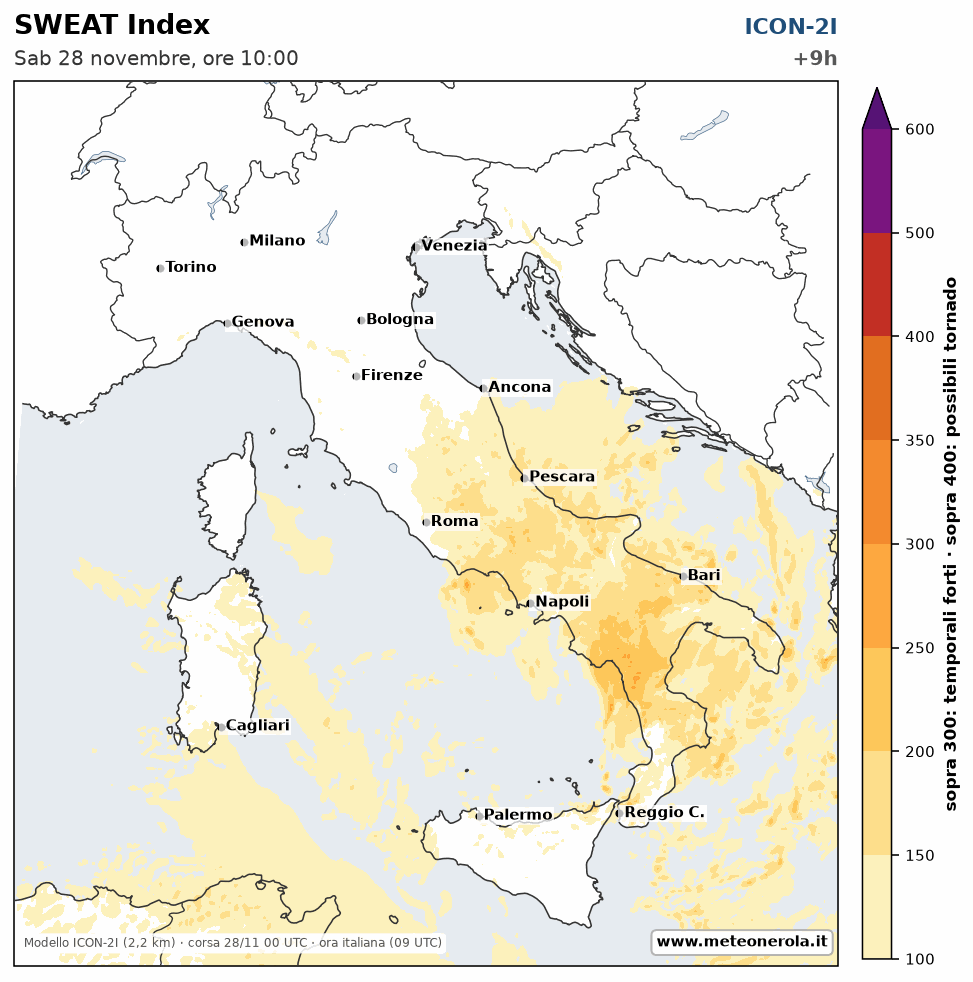 SWEAT Index
ICON-2I
Sab 28 novembre, ore 10:00
+9h
Milano
Venezia
Torino
Genova
Bologna
Firenze
Ancona
Pescara
Roma
Bari
Napoli
Cagliari
Palermo
Reggio C.
Modello ICON-2I (2,2 km) · corsa 28/11 00 UTC · ora italiana (09 UTC)
www.meteonerola.it
600
500
400
350
300
250
200
150
100
sopra 300: temporali forti · sopra 400: possibili tornado